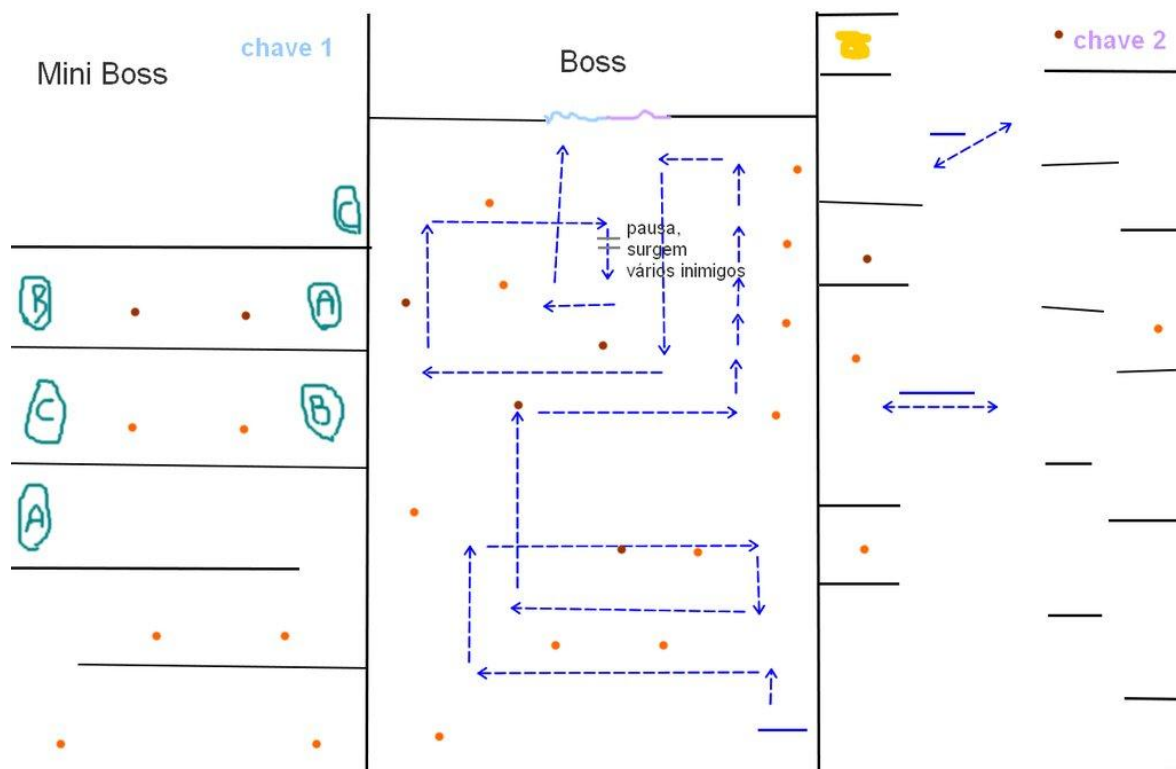 chave 1
Mini Boss
Boss
chave 2
C
B
A
C
B
A
pausa,
surgem
vários inimigos